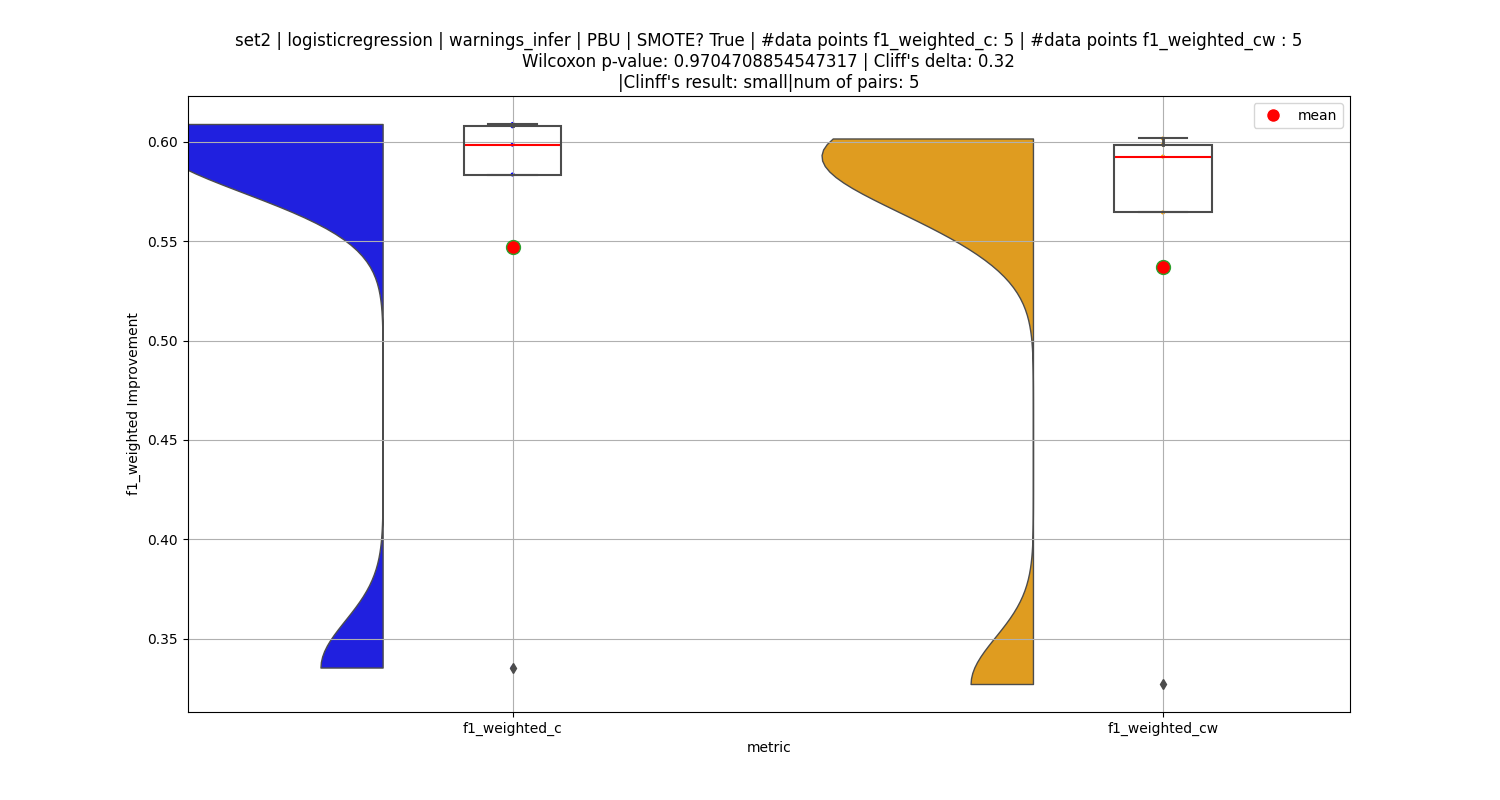 set2 | logisticregression | warnings_infer | PBU | SMOTE? True | #data points f1_weighted_c: 5 | #data points f1_weighted_cw : 5
Wilcoxon p-value: 0.9704708854547317 | Cliff's delta: 0.32
|Clinff's result: small|num of pairs: 5
mean
0.60
0.55
0.50
0.45
0.40
0.35
f1_weighted Improvement
f1_weighted_c
f1_weighted_cw
metric